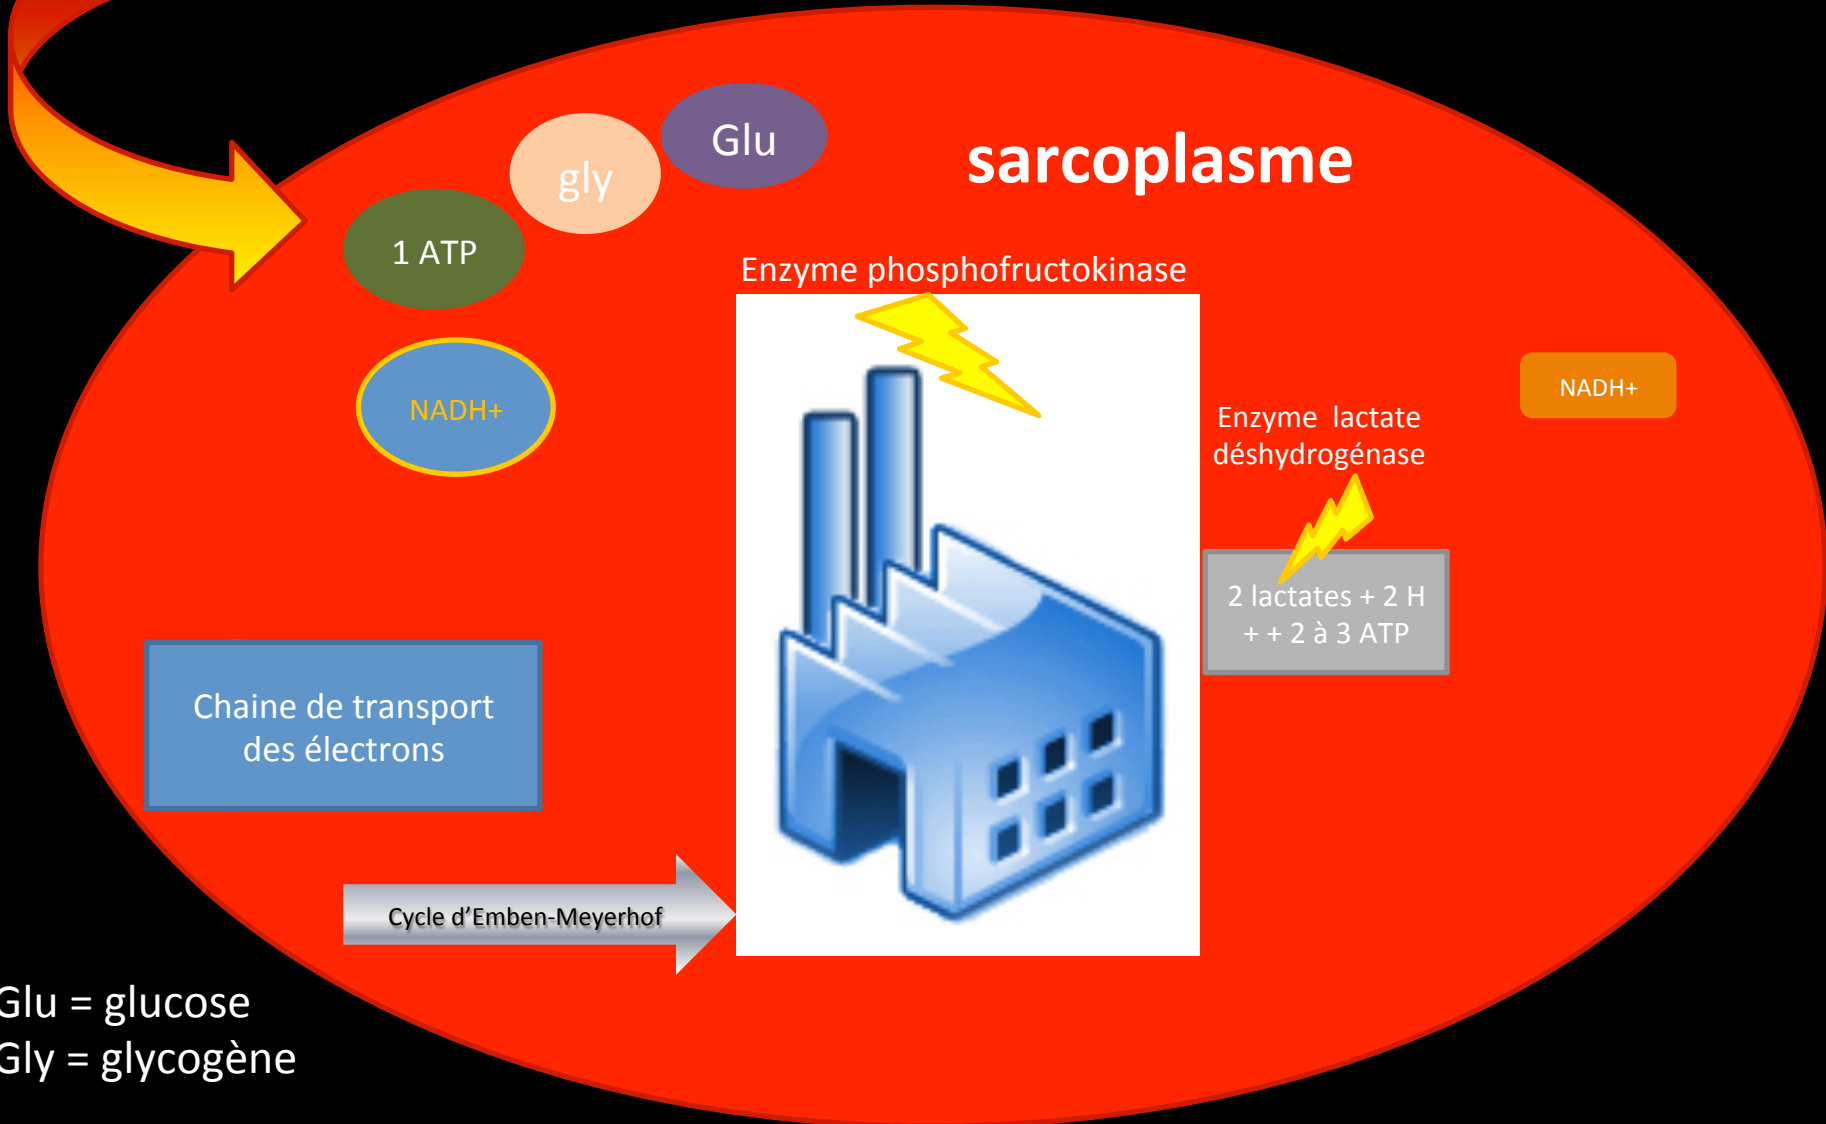 Glu
sarcoplasme
gly
1 ATP
Enzyme phosphofructokinase
NADH+
NADH+
Enzyme lactate
déshydrogénase
2 lactates + 2 H
+ + 2 à 3 ATP
Chaine de transport
des électrons
Cycle d’Emben-Meyerhof
Glu = glucose
Gly = glycogène